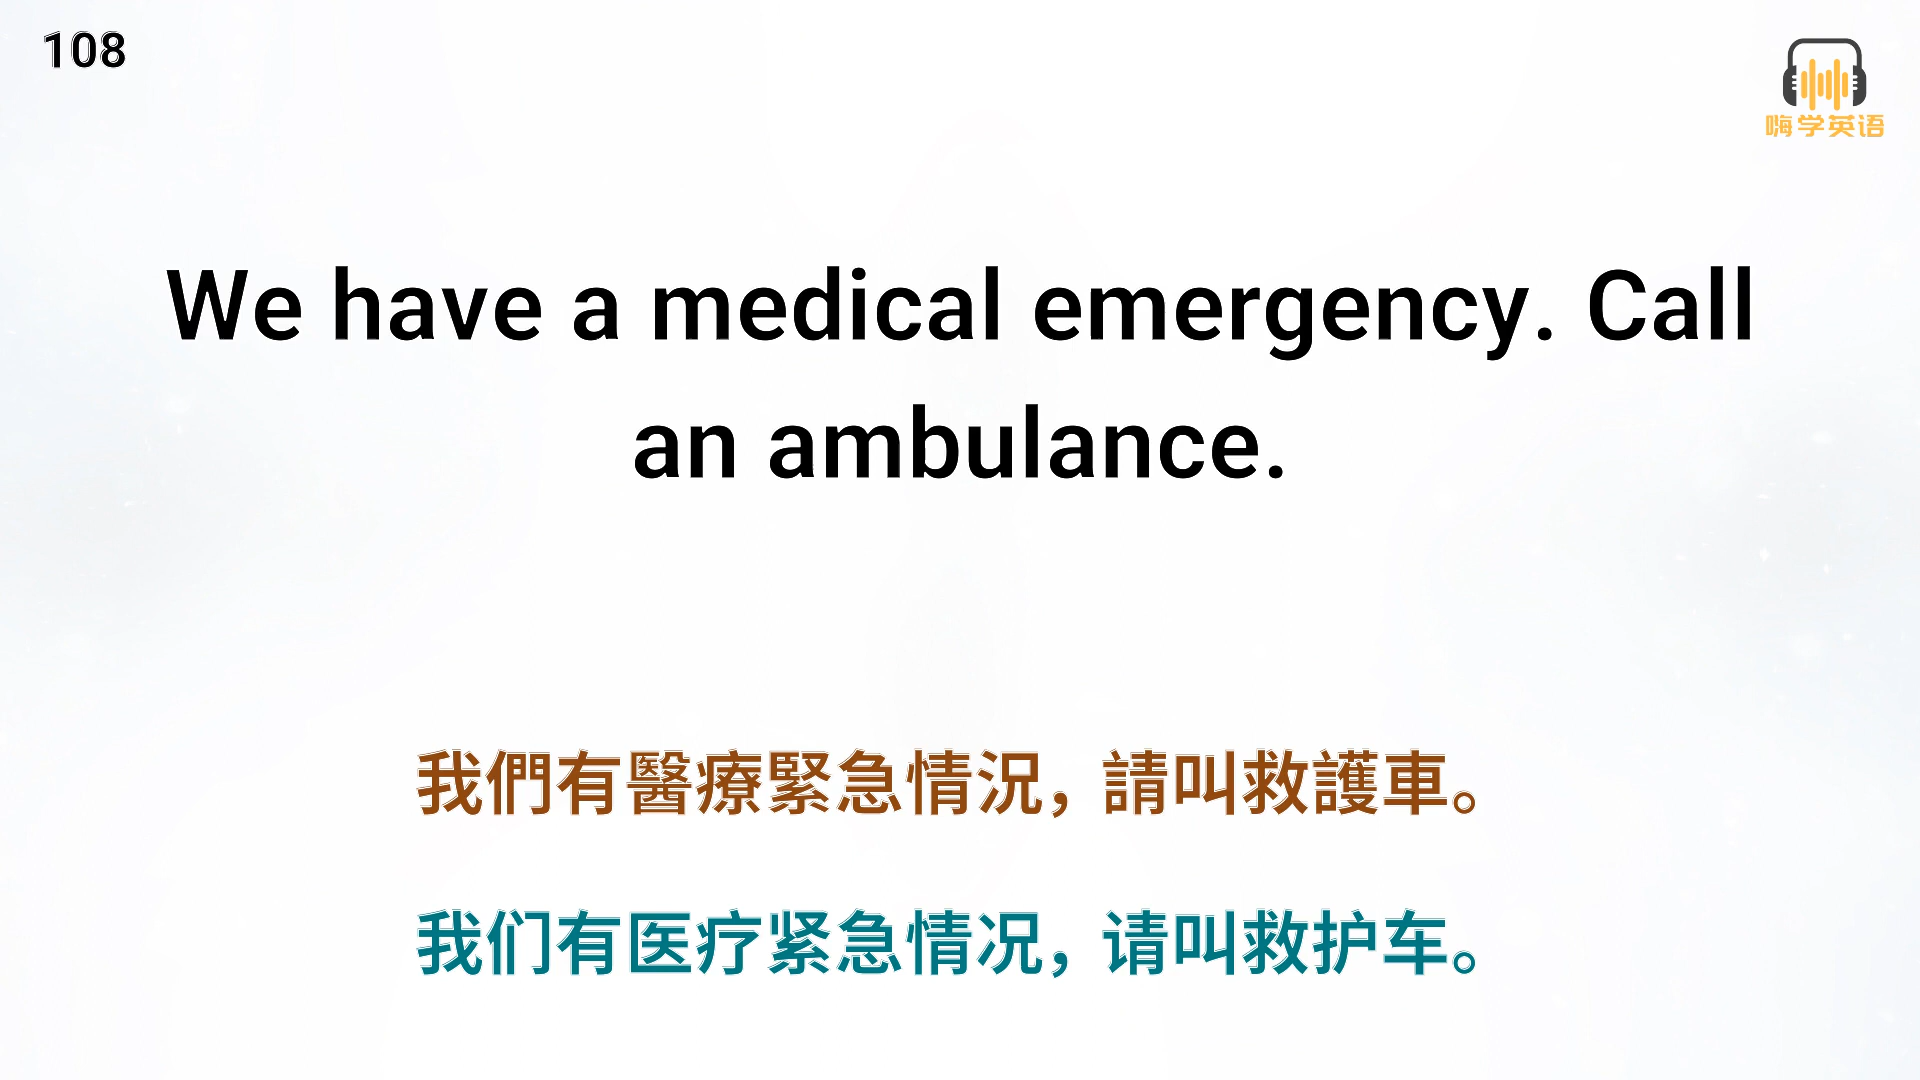 108
嗨学英语
We have a medical emergency. Call
an ambulance.
我們有醫療緊急情況，請叫救護車。
我们有医疗紧急情况，请叫救护车。